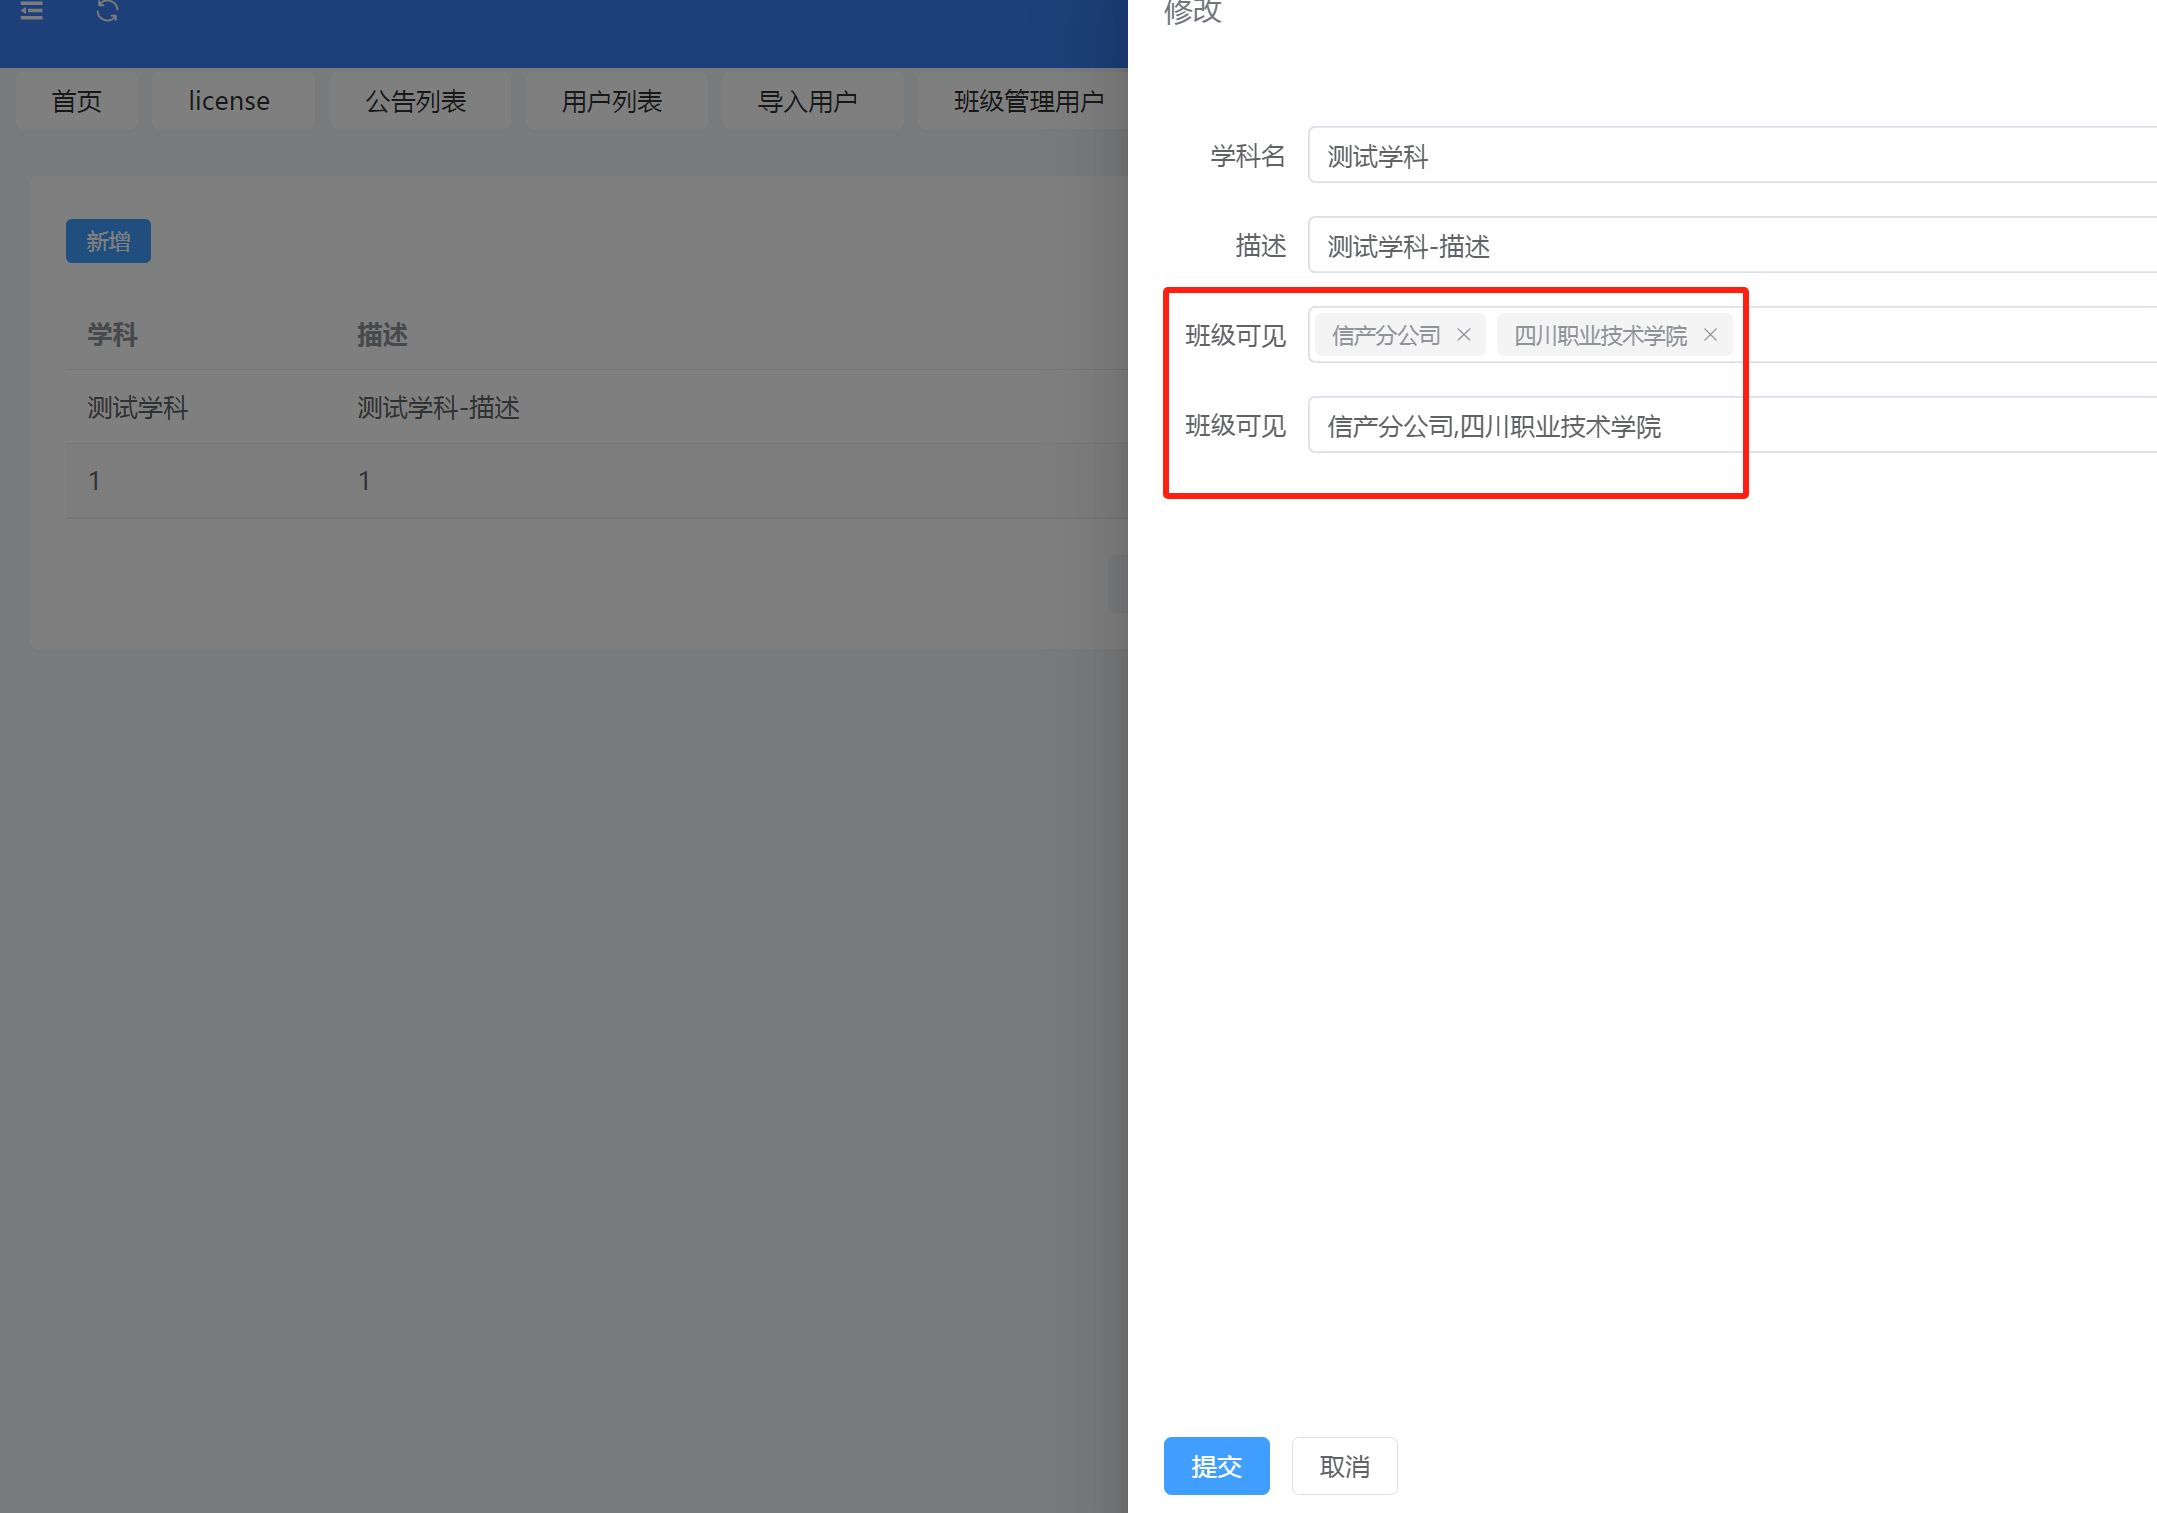 修改
首页 license 公告列表 用户列表 导入用户 班级管理用户
新增
学科 描述
测试学科 测试学科-描述
1 1
学科名 测试学科
描述 测试学科-描述
班级可见 信产分公司 四川职业技术学院
班级可见 信产分公司,四川职业技术学院
提交 取消